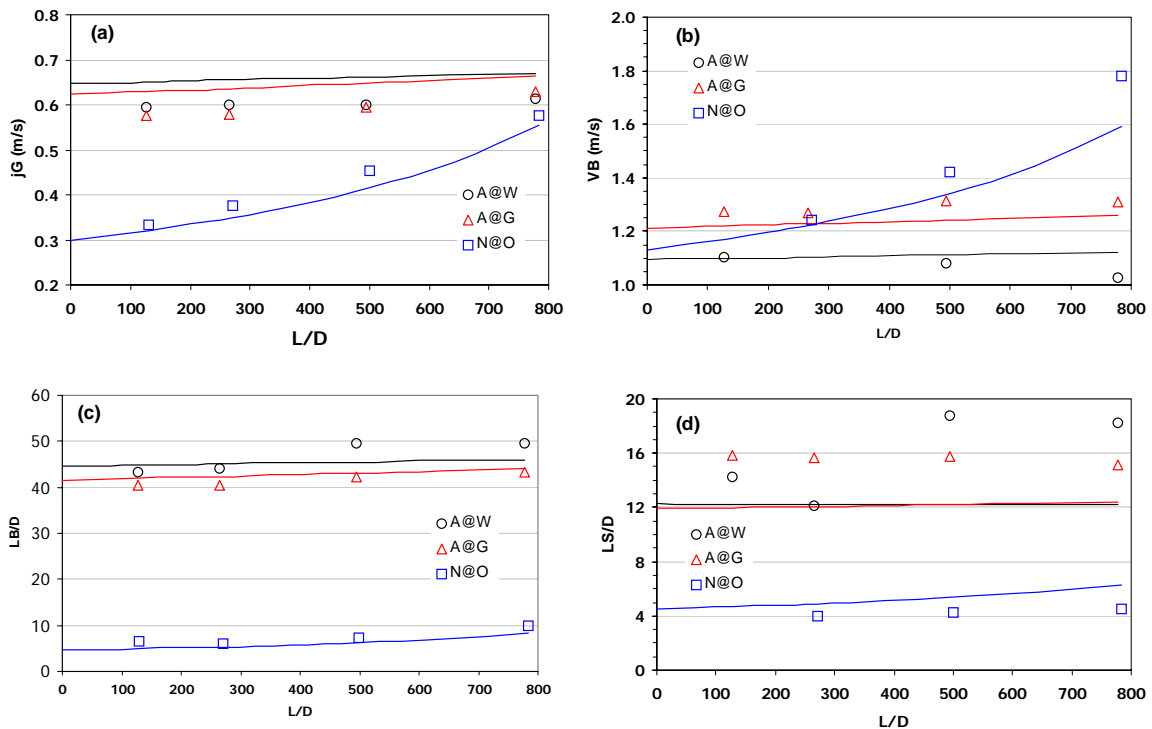 (a)
0.8
0.7
0.6
0.5
0.4
0.3
0.2
jG (m/s)
A@W
A@G
N@O
0 100 200 300 400 500 600 700 800
L/D
(b)
2.0
1.8
1.6
1.4
1.2
1.0
VB (m/s)
A@W
A@G
N@O
0 100 200 300 400 500 600 700 800
L/D
(c)
60
50
40
30
20
10
0
LB/D
A@W
A@G
N@O
0 100 200 300 400 500 600 700 800
L/D
(d)
20
16
12
8
4
0
LS/D
A@W
A@G
N@O
0 100 200 300 400 500 600 700 800
L/D